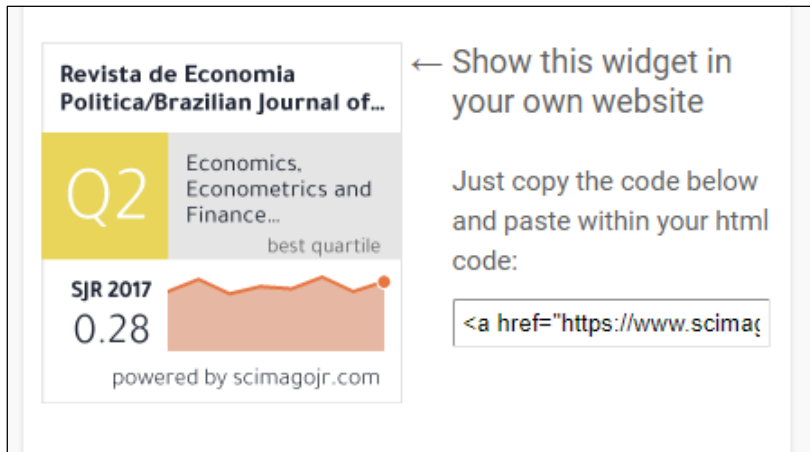 Revista de Economia
Politica/Brazilian Journal of…
Q2
Economics,
Econometrics and
Finance…
best quartile
SJR 2017
0.28
powered by scimagojr.com
← Show this widget in
your own website
Just copy the code below
and paste within your html
code:
<a href="https://www.scimag